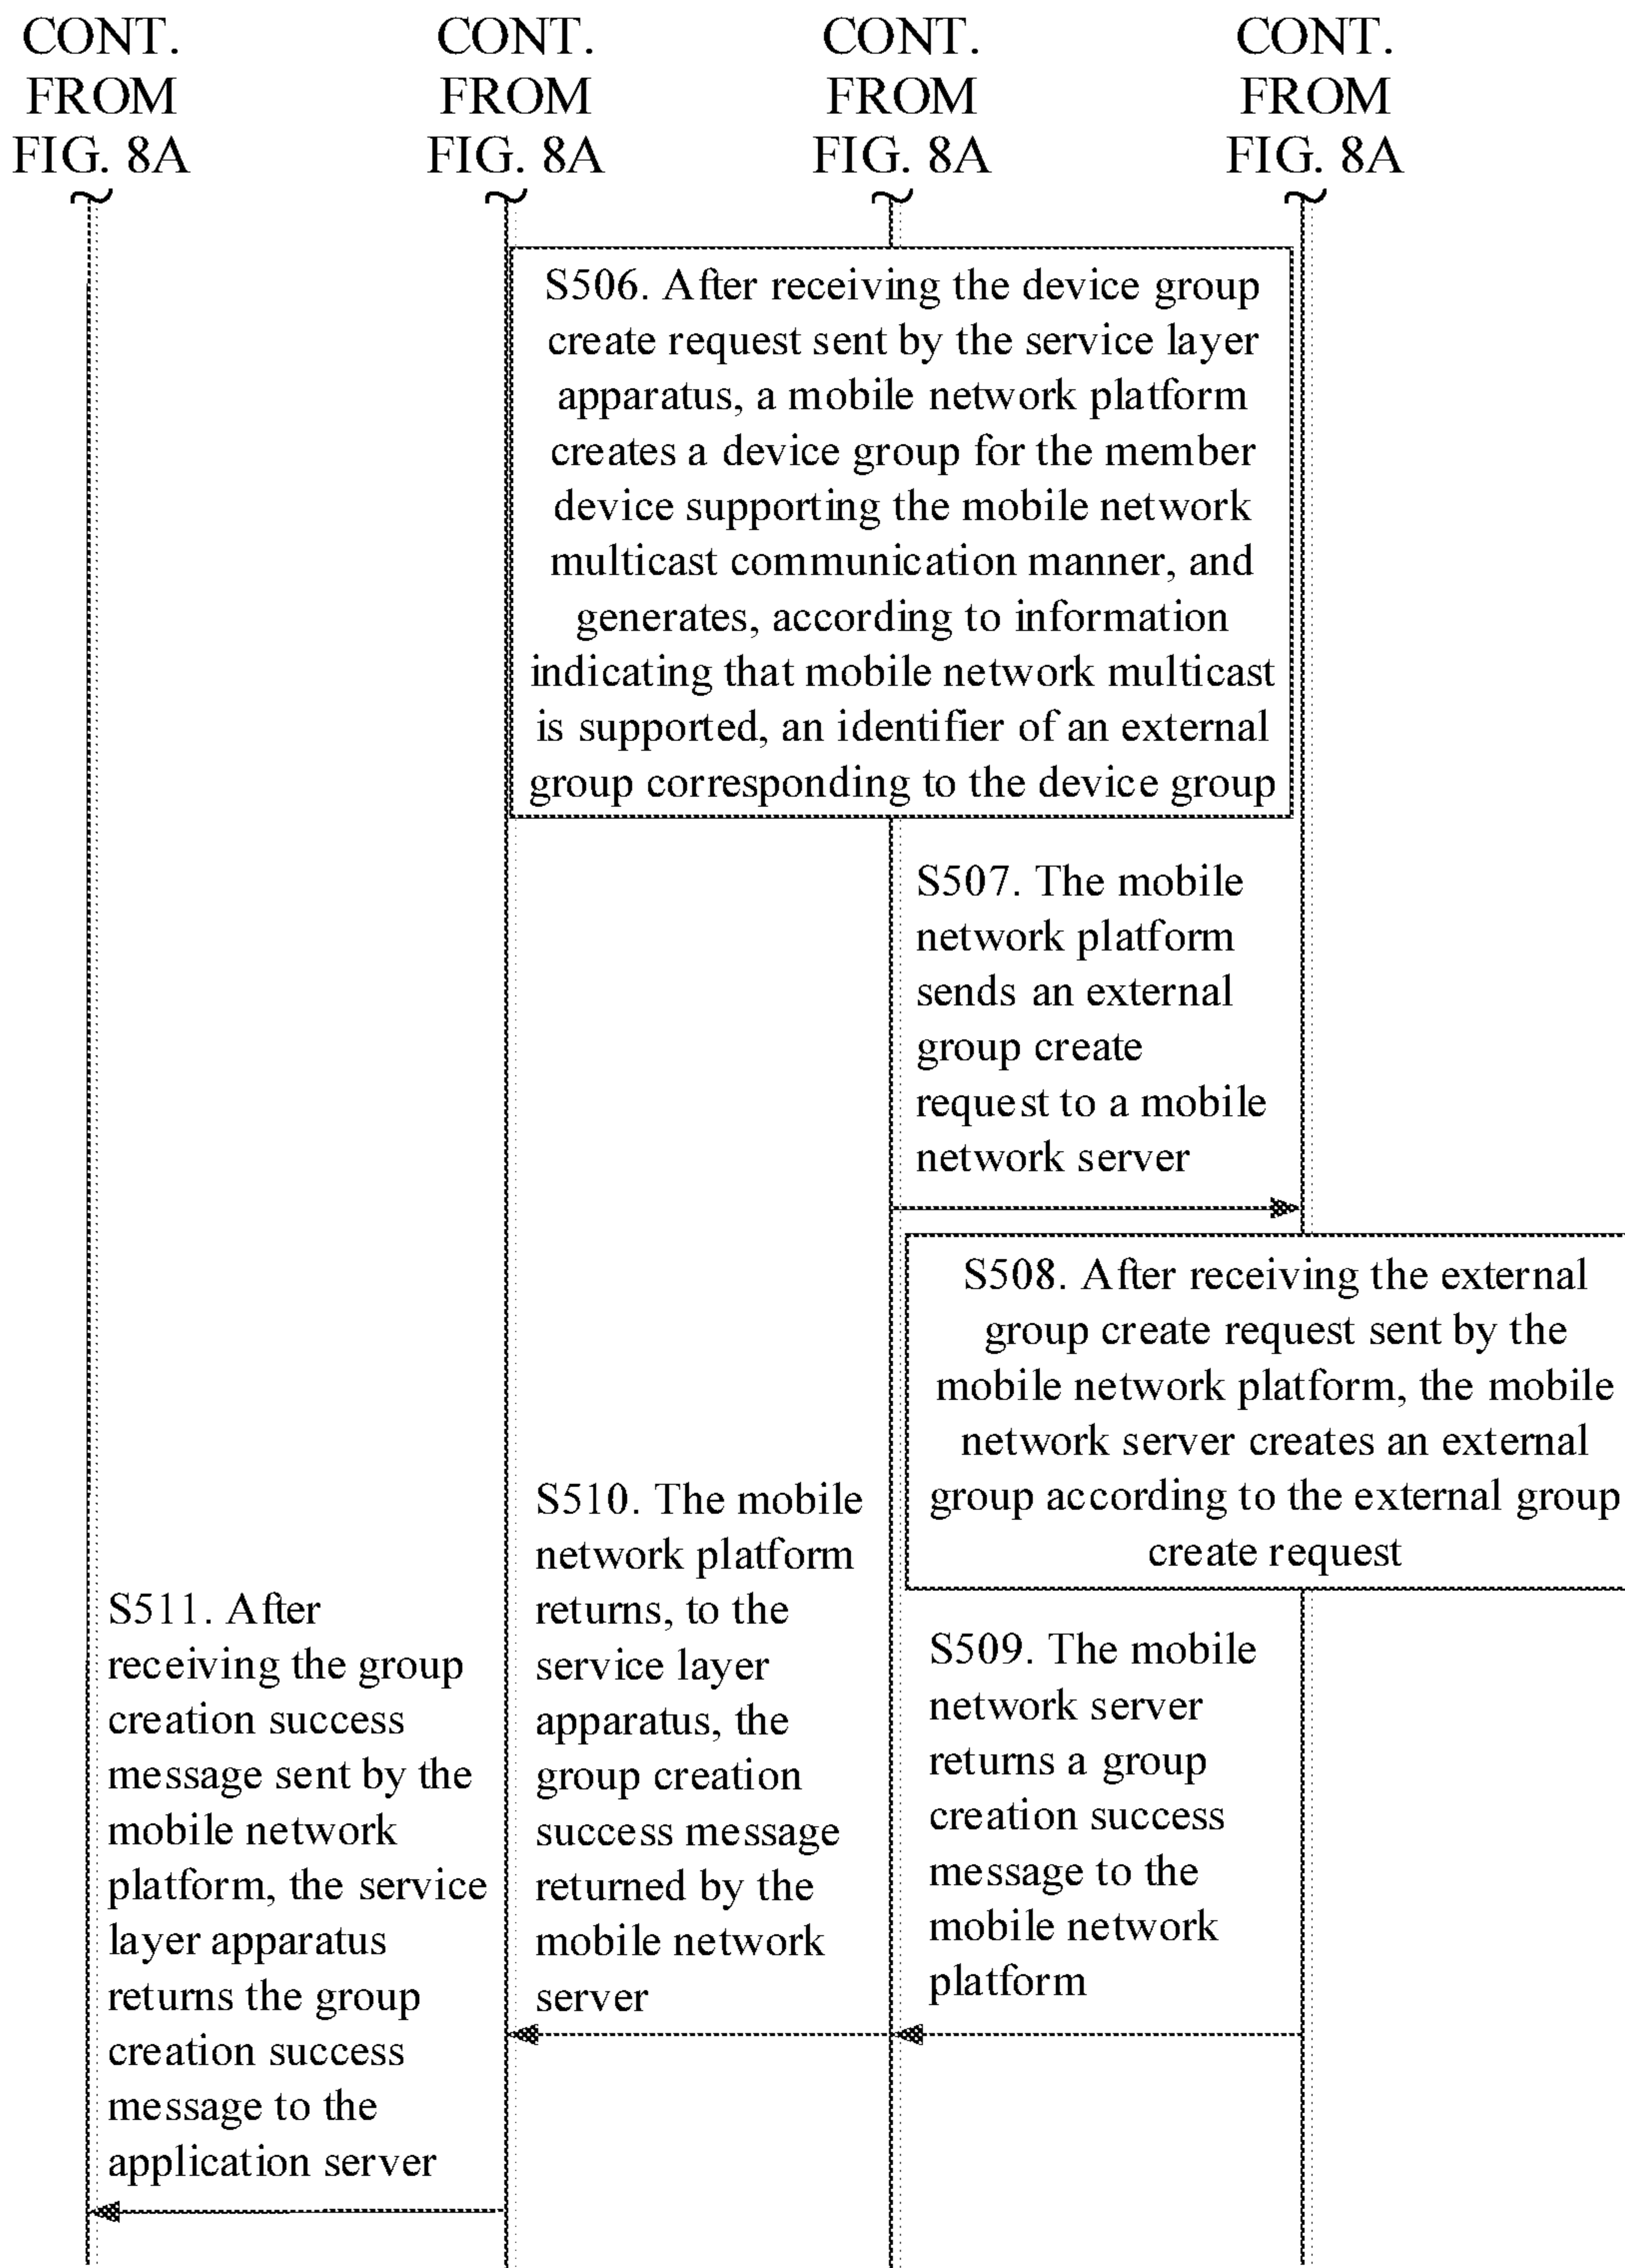 CONT.
FROM
FIG. 8A
CONT.
FROM
FIG. 8A
CONT.
FROM
FIG. 8A
CONT.
FROM
FIG. 8A
S506. After receiving the device group
create request sent by the service layer
apparatus, a mobile network platform
creates a device group for the member
device supporting the mobile network
multicast communication manner, and
generates, according to information
indicating that mobile network multicast
is supported, an identifier of an external
group corresponding to the device group
S507. The mobile
network platform
sends an external
group create
request to a mobile
network server
S508. After receiving the external
group create request sent by the
mobile network platform, the mobile
network server creates an external
group according to the external group
create request
S509. The mobile
network server
returns a group
creation success
message to the
mobile network
platform
S510. The mobile
network platform
returns, to the
service layer
apparatus, the
group creation
success message
returned by the
mobile network
server
S511. After
receiving the group
creation success
message sent by the
mobile network
platform, the service
layer apparatus
returns the group
creation success
message to the
application server